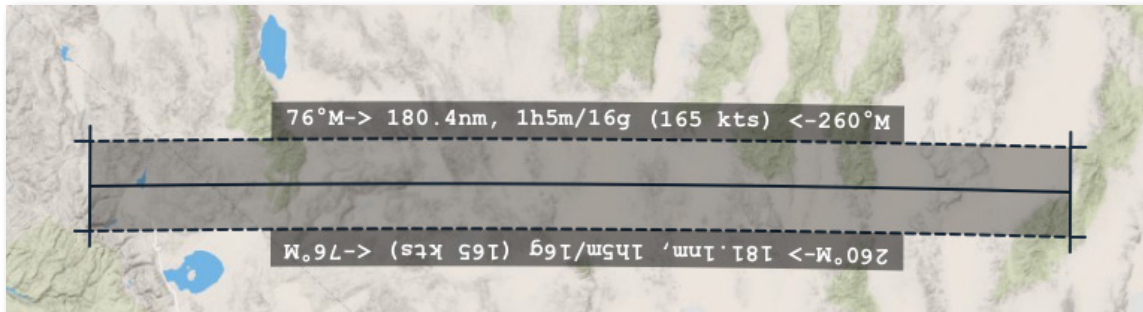 76°M-> 180.4nm, 1h5m/16g (165 kts) <-260°M
260°M-> 181.1nm, 1h5m/16g (165 kts) <-76°M